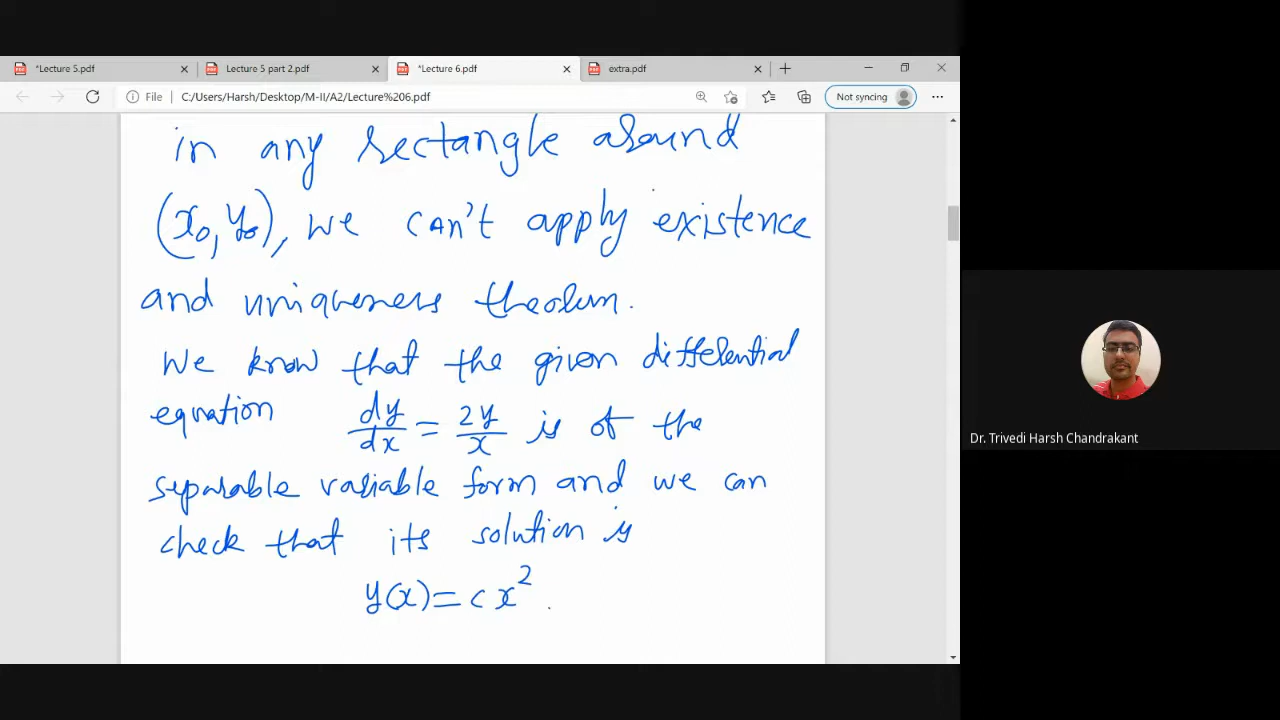 *Lecture 5.pdf
Lecture 5 part 2.pdf
*Lecture 6.pdf
extra.pdf
File
C:/Users/Harsh/Desktop/M-II/A2/Lecture%206.pdf
Not syncing
in any rectangle around
(x₀, y₀), we can't apply existence
and uniqueness theorem.
We know that the given differential
equation dy/dx = 2y/x is of the
separable variable form and we can
check that its solution is
y(x) = cx².
Dr. Trivedi Harsh Chandrakant